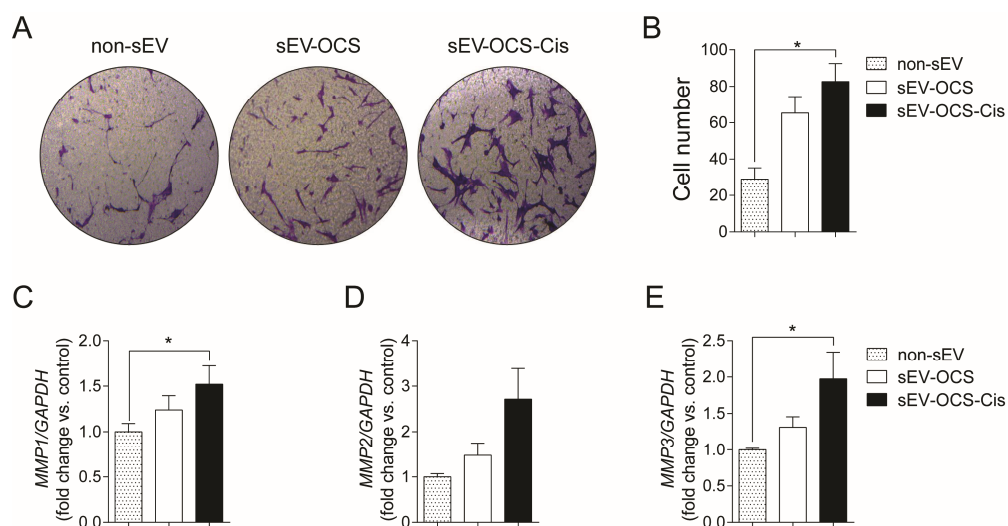 A
non-sEV
sEV-OCS
sEV-OCS-Cis
B
Cell number
100
80
60
40
20
0
*
non-sEV
sEV-OCS
sEV-OCS-Cis
C
MMP1/GAPDH
(fold change vs. control)
2.0
1.5
1.0
0.5
0.0
*
D
MMP2/GAPDH
(fold change vs. control)
4
3
2
1
0
E
MMP3/GAPDH
(fold change vs. control)
2.5
2.0
1.5
1.0
0.5
0.0
*
non-sEV
sEV-OCS
sEV-OCS-Cis